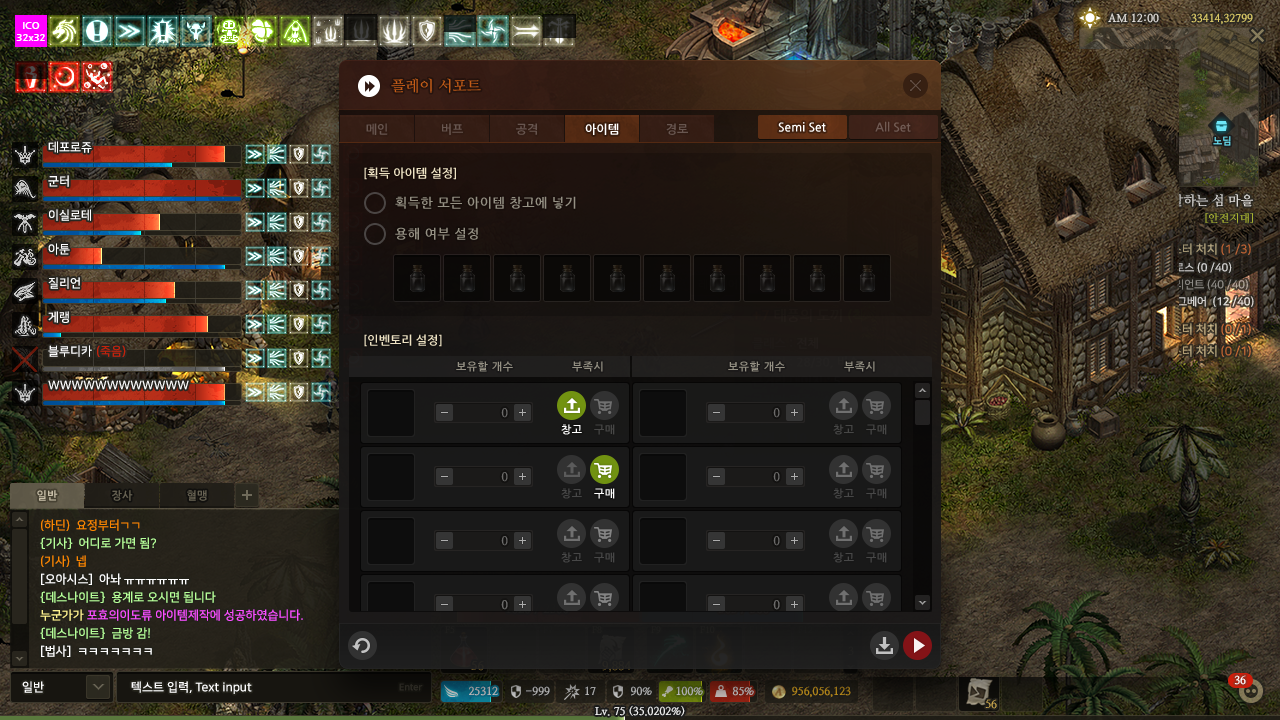 ICO
32x32
AM 12:00
33414,32799
플레이 서포트
메인
버프
공격
아이템
경로
Semi Set
All Set
노딤
데포로쥬
군터
이실로테
아툰
질리언
게랭
블루디카 (죽음)
WWWWWWWWWWWW
[획득 아이템 설정]
획득한 모든 아이템 창고에 넣기
용해 여부 설정
하는 섬 마을
[안전지대]
터 처치 (1 /3)
로스 (0 /40)
리언트 (40 /40)
그베어 (12 /40)
터 처치 (0/1)
터 처치 (0 /1)
[인벤토리 설정]
보유할 개수 부족시 보유할 개수 부족시
0 창고 구매 0 창고 구매
0 창고 구매 0 창고 구매
0 창고 구매 0 창고 구매
0 0
일반
장사
혈맹
(하딘) 요정부터ㄱㄱ
{기사} 어디로 가면 됨?
(기사) 넵
[오아시스] 아놔 ㅠㅠㅠㅠㅠㅠ
{데스나이트} 용계로 오시면 됩니다
누군가가 포효의이도류 아이템제작에 성공하였습니다.
{데스나이트} 금방 감!
[법사] ㅋㅋㅋㅋㅋㅋㅋ
일반
텍스트 입력, Text input
Enter
25312
-999
17
90%
100%
85%
956,056,123
56
36
Lv. 75 (35,0202%)